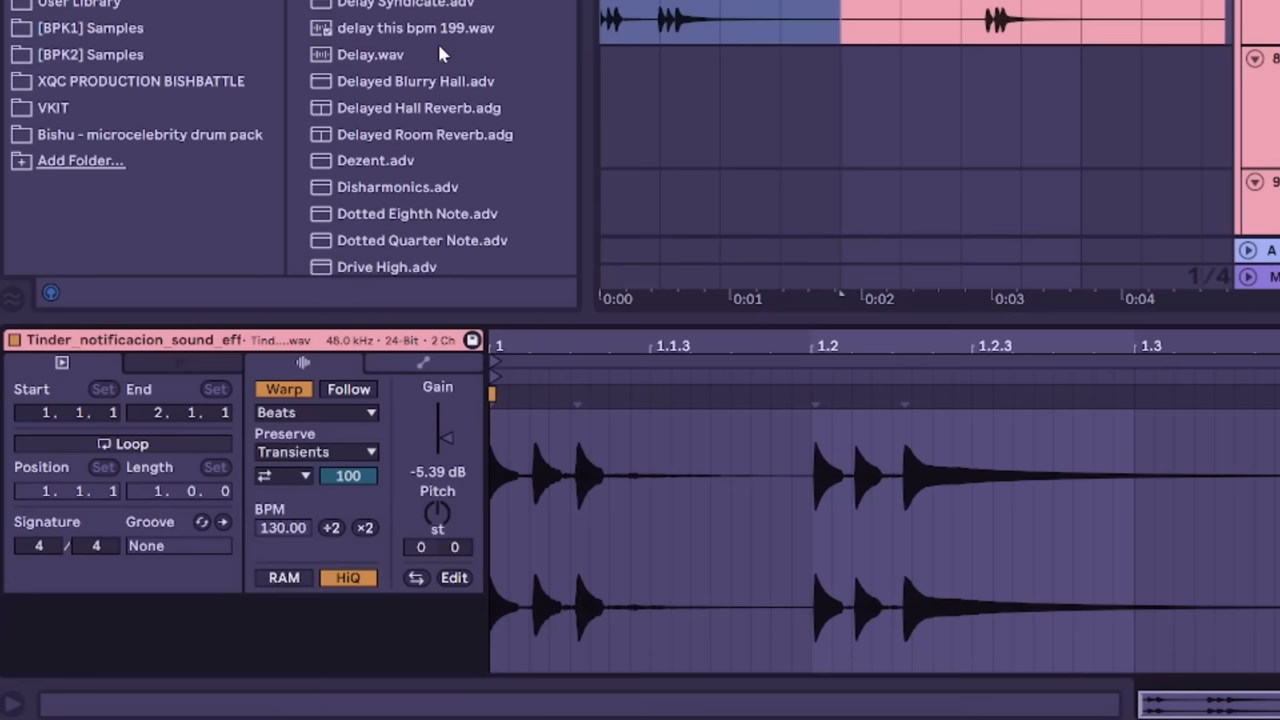 User Library
[BPK1] Samples
[BPK2] Samples
XQC PRODUCTION BISHBATTLE
VKIT
Bishu - microcelebrity drum pack
Add Folder...
Delay Syndicate.adv
delay this bpm 199.wav
Delay.wav
Delayed Blurry Hall.adv
Delayed Hall Reverb.adg
Delayed Room Reverb.adg
Dezent.adv
Disharmonics.adv
Dotted Eighth Note.adv
Dotted Quarter Note.adv
Drive High.adv
8
9
A
M
1/4
0:00 0:01 0:02 0:03 0:04
Tinder_notificacion_sound_eff- Tind....wav 48.0 kHz · 24-Bit · 2 Ch
Start Set End Set
1. 1. 1 2. 1. 1
Loop
Position Set Length Set
1. 1. 1 1. 0. 0
Signature Groove
4 / 4 None
Warp Follow
Beats
Preserve
Transients
100
BPM
130.00 ÷2 ×2
RAM HiQ
Gain
-5.39 dB
Pitch
st
0 0
Edit
1 1.1.3 1.2 1.2.3 1.3